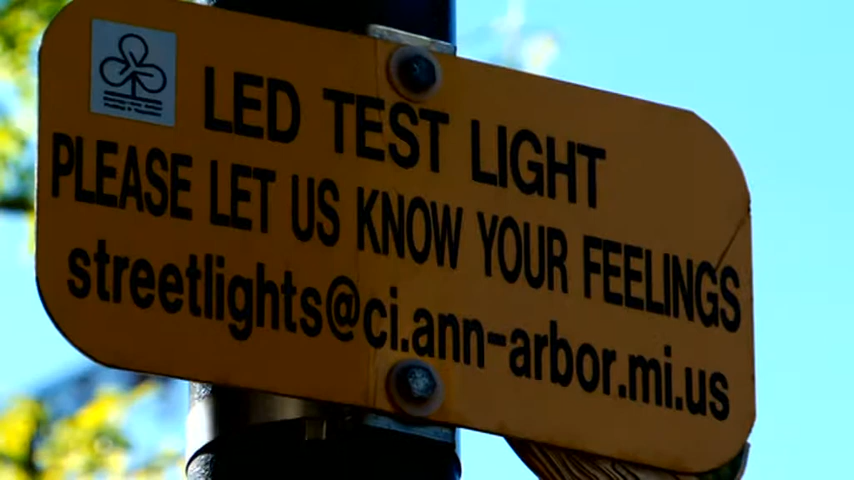 LED TEST LIGHT
PLEASE LET US KNOW YOUR FEELINGS
streetlights@ci.ann-arbor.mi.us